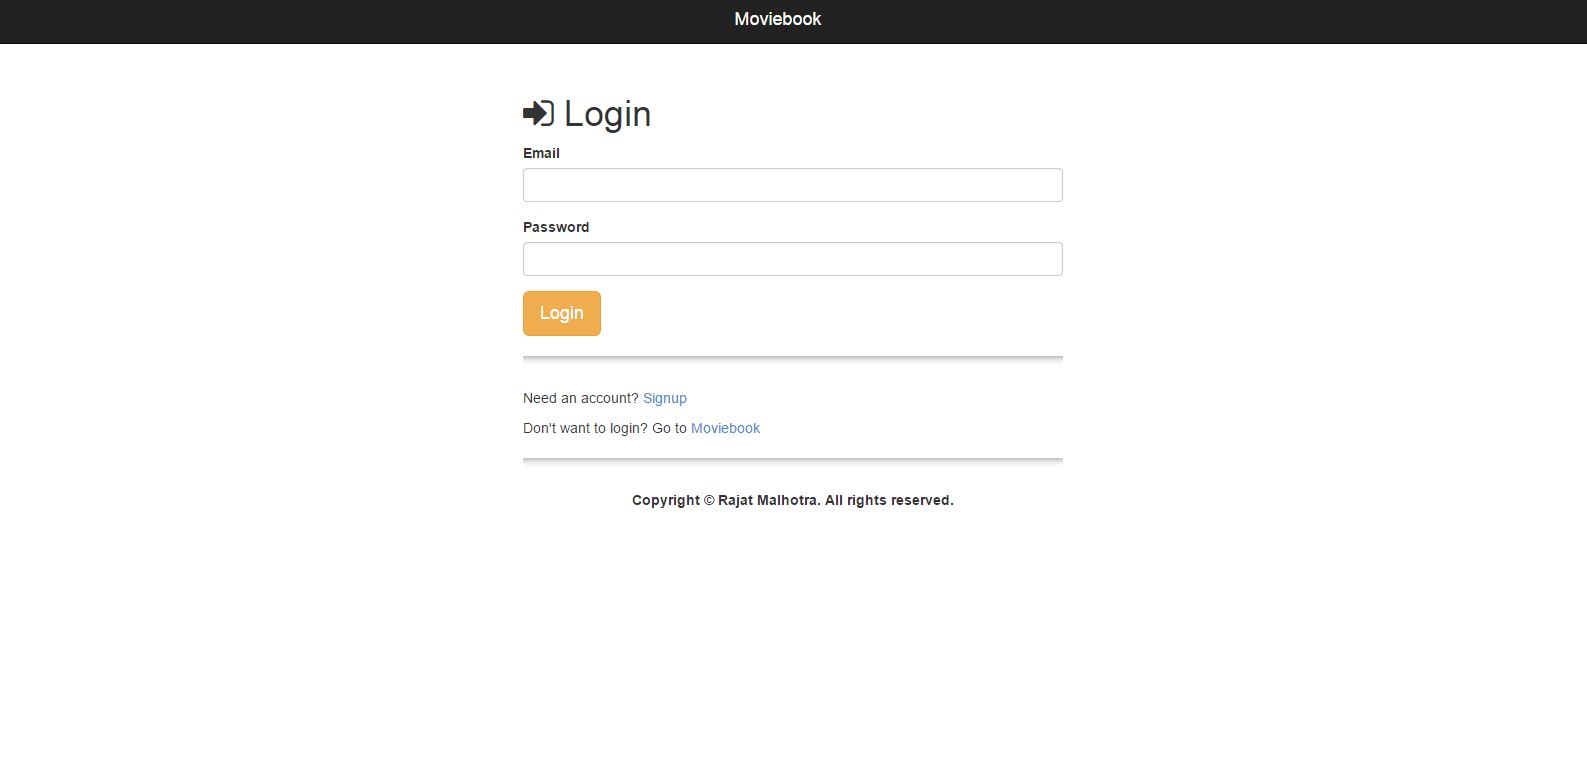 Moviebook
Login
Email
Password
Login
Need an account? Signup
Don't want to login? Go to Moviebook
Copyright © Rajat Malhotra. All rights reserved.